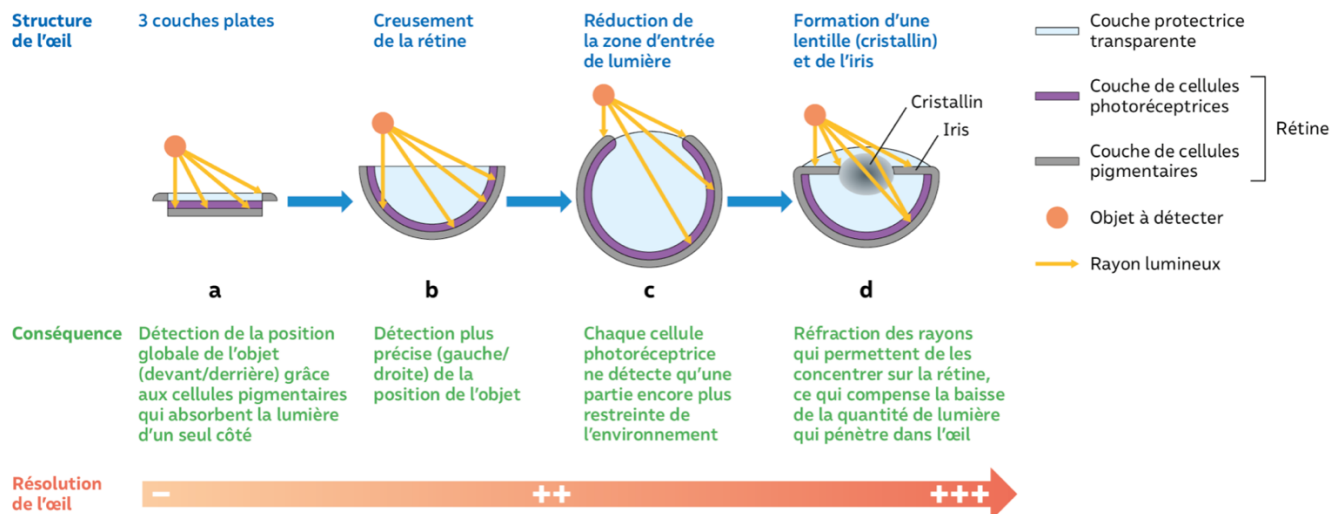 Structure
de l'œil
3 couches plates
Creusement
de la rétine
Réduction de
la zone d'entrée
de lumière
Formation d'une
lentille (cristallin)
et de l'iris
Cristallin
Iris
Couche protectrice
transparente
Couche de cellules
photoréceptrices
Couche de cellules
pigmentaires
Rétine
Objet à détecter
Rayon lumineux
a
b
c
d
Conséquence
Détection de la position
globale de l'objet
(devant/derrière) grâce
aux cellules pigmentaires
qui absorbent la lumière
d'un seul côté
Détection plus
précise (gauche/
droite) de la
position de l'objet
Chaque cellule
photoréceptrice
ne détecte qu'une
partie encore plus
restreinte de
l'environnement
Réfraction des rayons
qui permettent de les
concentrer sur la rétine,
ce qui compense la baisse
de la quantité de lumière
qui pénètre dans l'œil
Résolution
de l'œil
−
++
+++